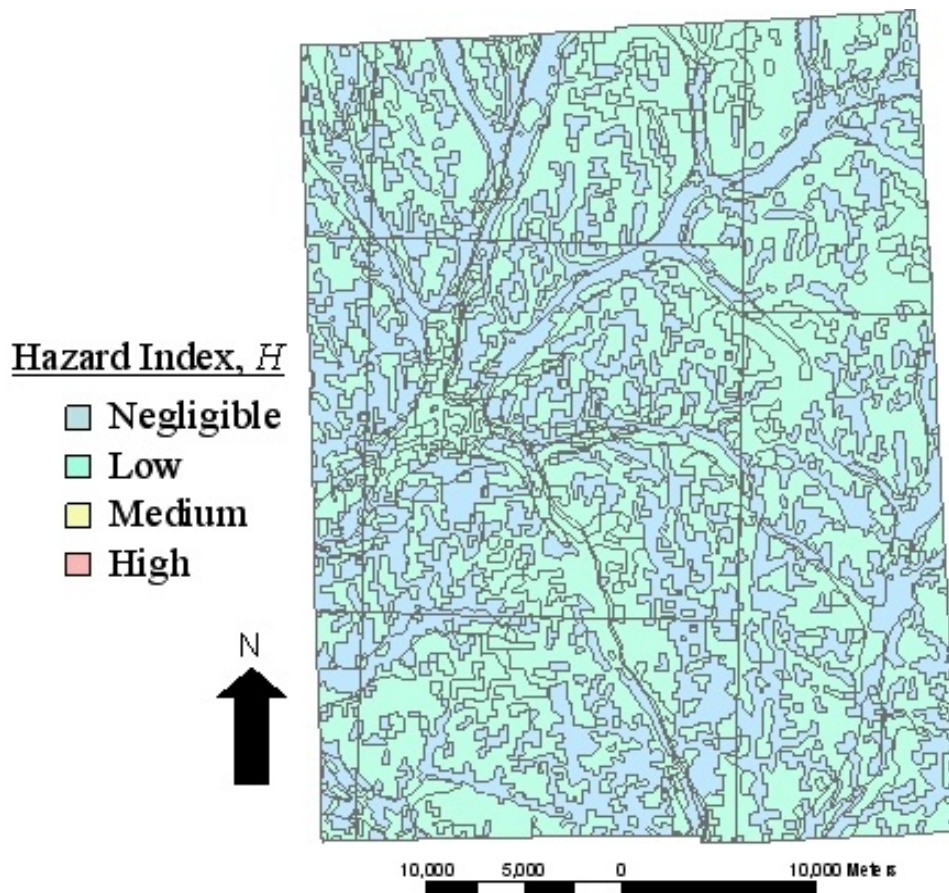 Hazard Index, H
Negligible
Low
Medium
High
N
10,000 5,000 0 10,000 Meters